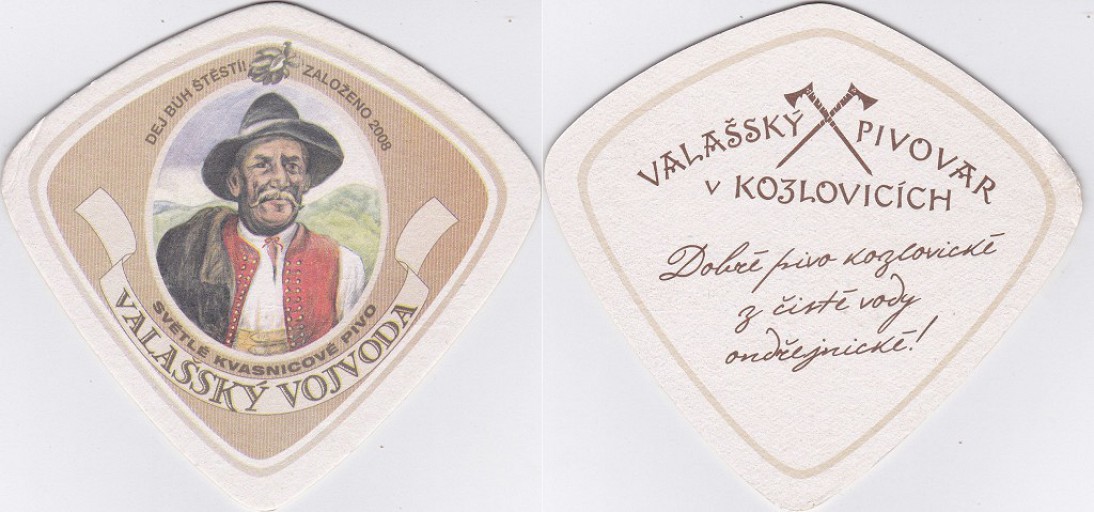 DEJ BŮH ŠTĚSTÍ!
ZALOŽENO 2008
SVĚTLÉ KVASNICOVÉ PIVO
VALAŠSKÝ VOJVODA
VALAŠSKÝ PIVOVAR
V KOZLOVICÍCH
Dobré pivo kozlovické
z čisté vody
ondřejnické!